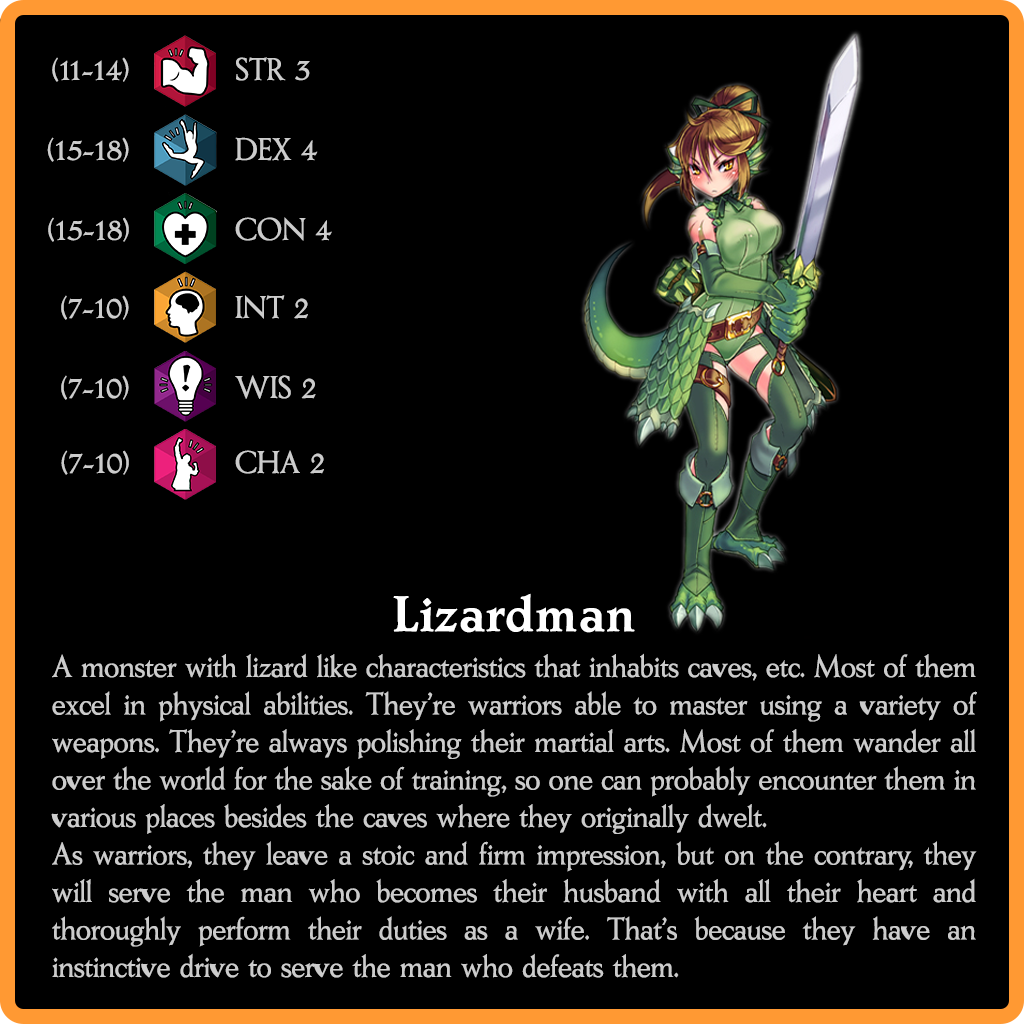 (11-14) STR 3
(15-18) DEX 4
(15-18) CON 4
(7-10) INT 2
(7-10) WIS 2
(7-10) CHA 2
Lizardman
A monster with lizard like characteristics that inhabits caves, etc. Most of them
excel in physical abilities. They're warriors able to master using a variety of
weapons. They're always polishing their martial arts. Most of them wander all
over the world for the sake of training, so one can probably encounter them in
various places besides the caves where they originally dwelt.
As warriors, they leave a stoic and firm impression, but on the contrary, they
will serve the man who becomes their husband with all their heart and
thoroughly perform their duties as a wife. That's because they have an
instinctive drive to serve the man who defeats them.